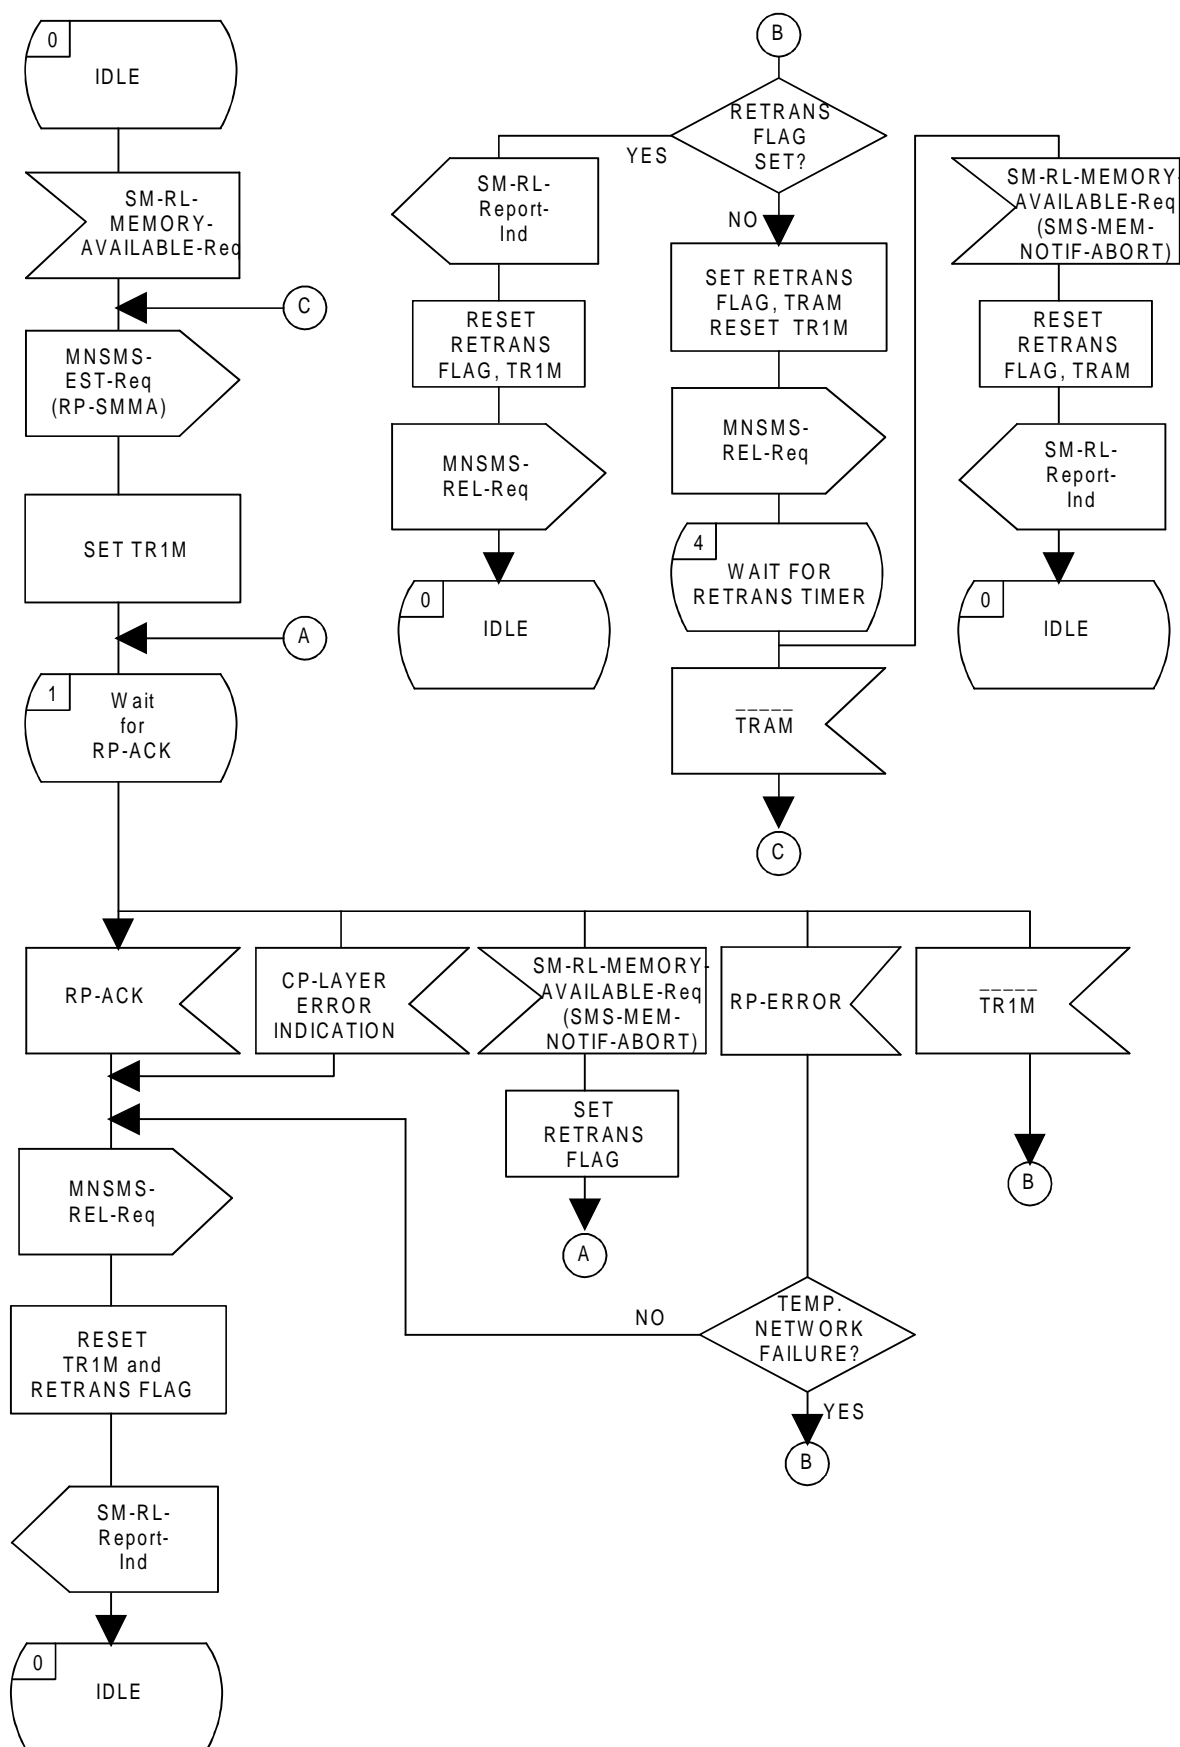 0
IDLE
SM-RL-
MEMORY-
AVAILABLE-Req
C
MNSMS-
EST-Req
(RP-SMMA)
SET TR1M
A
1
Wait
for
RP-ACK
B
RETRANS
FLAG
SET?
YES
NO
SM-RL-
Report-
Ind
RESET
RETRANS
FLAG, TR1M
MNSMS-
REL-Req
0
IDLE
SET RETRANS
FLAG, TRAM
RESET TR1M
MNSMS-
REL-Req
4
WAIT FOR
RETRANS TIMER
TRAM
C
SM-RL-MEMORY-
AVAILABLE-Req
(SMS-MEM-
NOTIF-ABORT)
RESET
RETRANS
FLAG, TRAM
SM-RL-
Report-
Ind
0
IDLE
RP-ACK
CP-LAYER
ERROR
INDICATION
SM-RL-MEMORY-
AVAILABLE-Req
(SMS-MEM-
NOTIF-ABORT)
RP-ERROR
TR1M
SET
RETRANS
FLAG
A
B
TEMP.
NETWORK
FAILURE?
NO
YES
B
MNSMS-
REL-Req
RESET
TR1M and
RETRANS FLAG
SM-RL-
Report-
Ind
0
IDLE